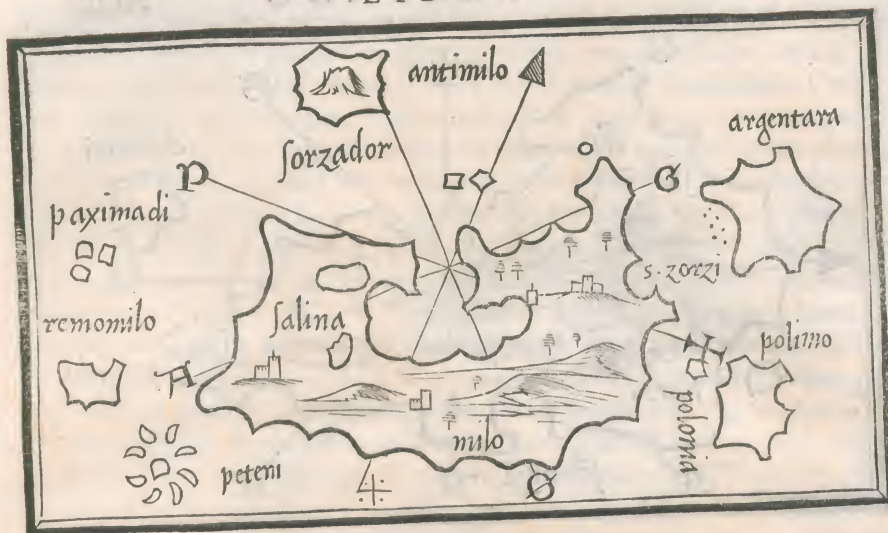 antimilo
argentara
sorzador
P
G
paximadi
s. zorzi
salina
remomilo
polimo
A
polonia
milo
peteni